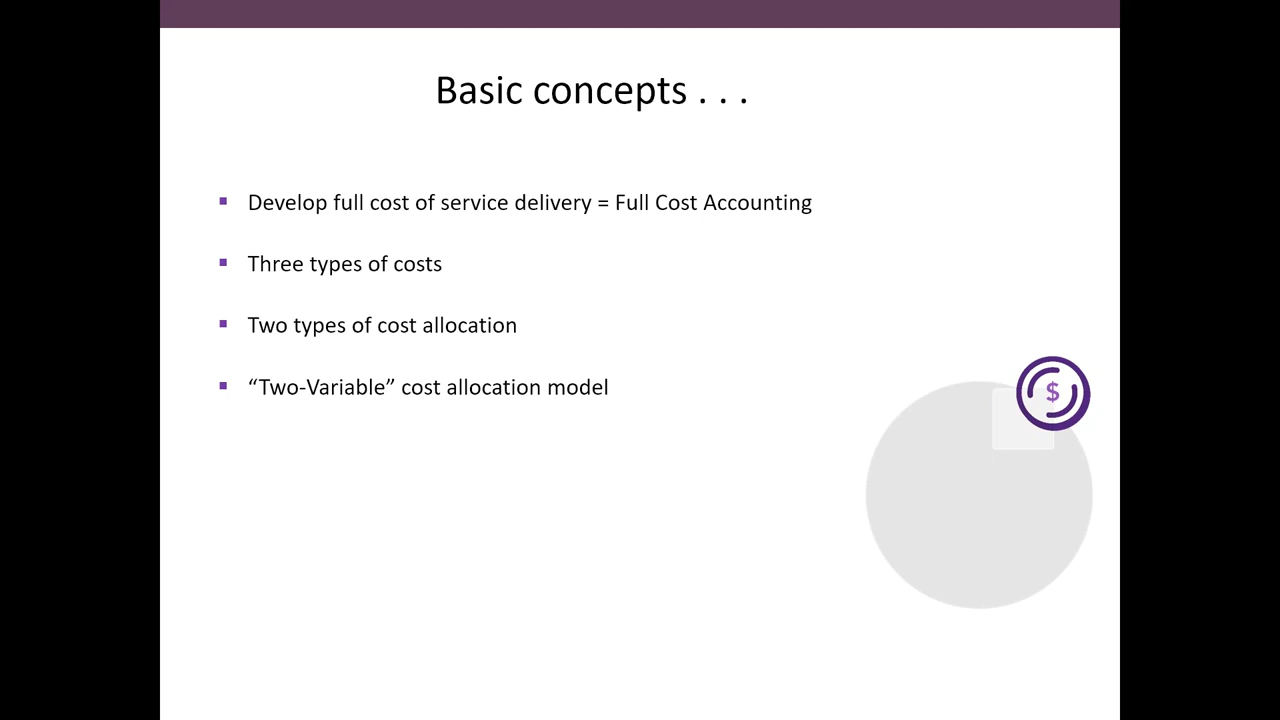 Basic concepts . . .
▪ Develop full cost of service delivery = Full Cost Accounting
▪ Three types of costs
▪ Two types of cost allocation
▪ “Two-Variable” cost allocation model
$